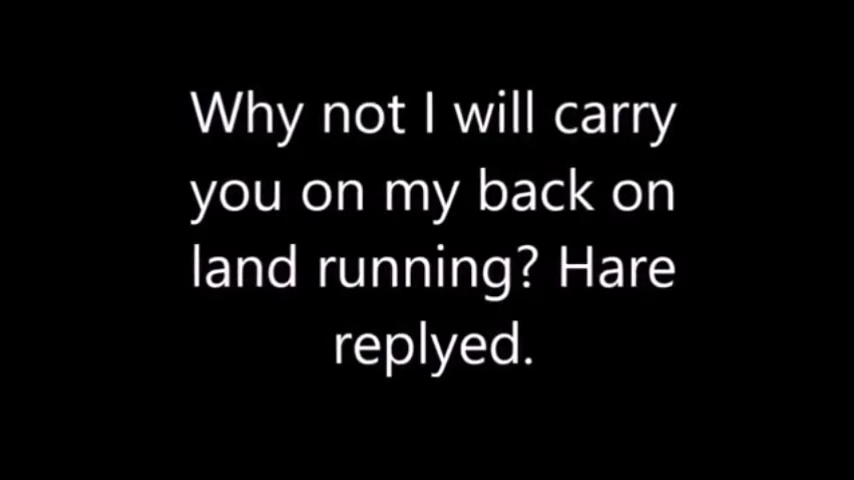 Why not I will carry
you on my back on
land running? Hare
replyed.